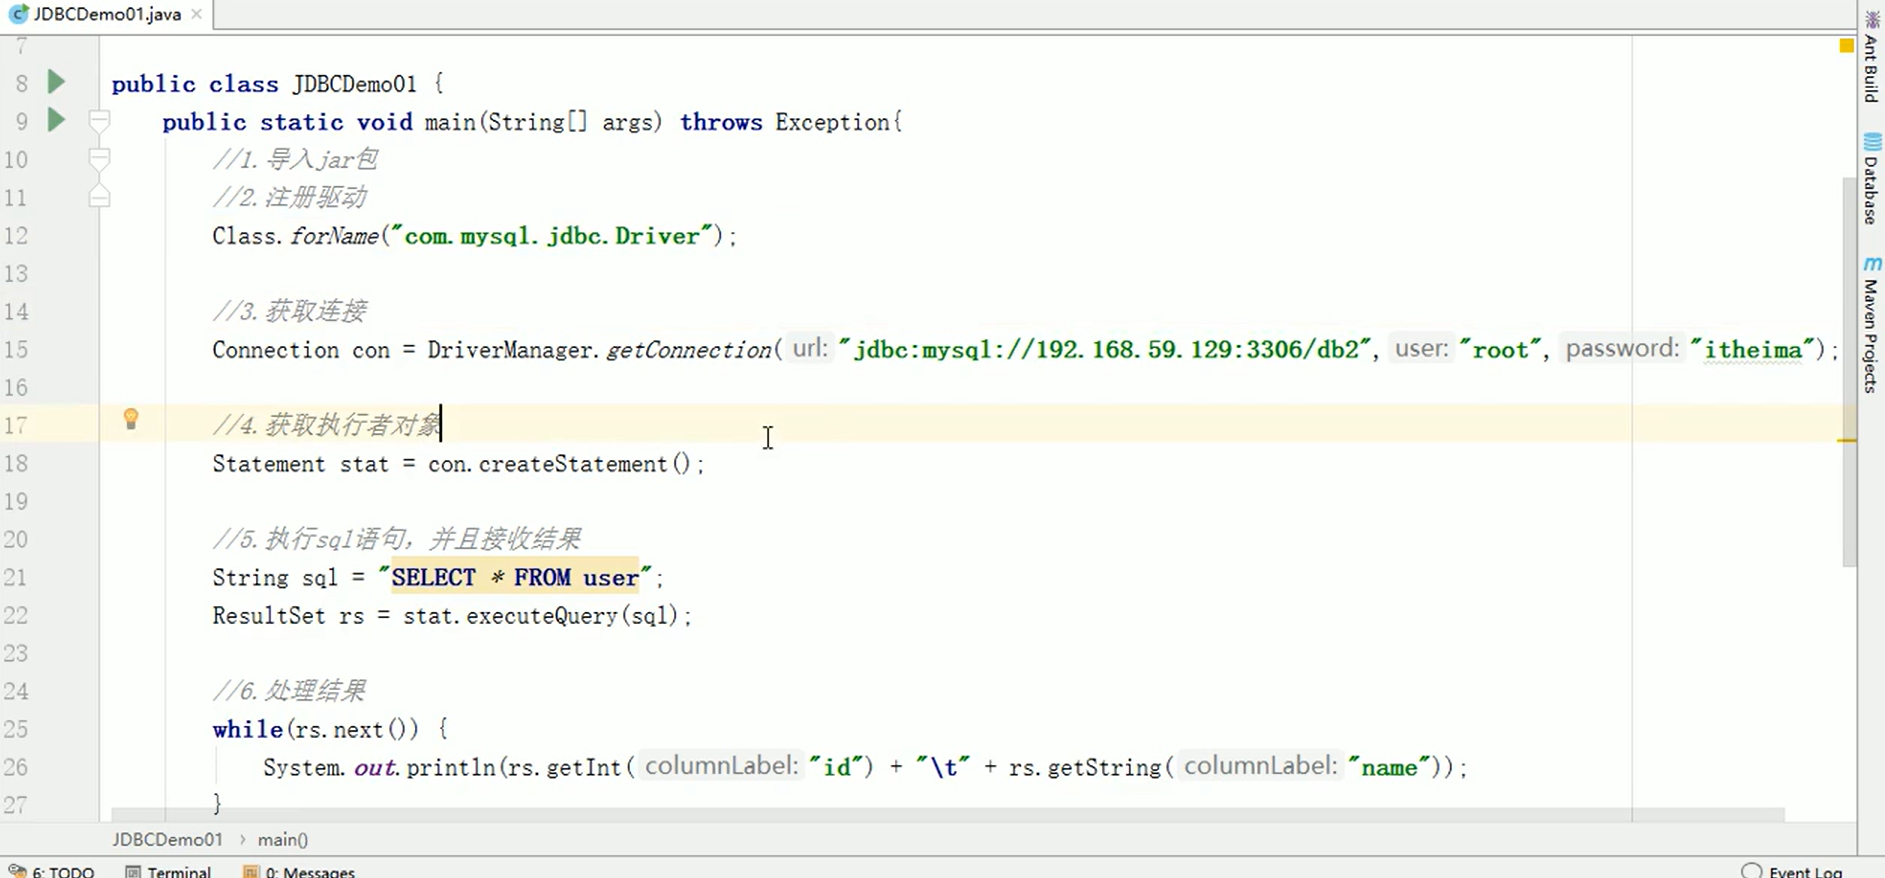 JDBCDemo01.java
7
8 public class JDBCDemo01 {
9 public static void main(String[] args) throws Exception{
10 //1.导入jar包
11 //2.注册驱动
12 Class.forName("com.mysql.jdbc.Driver");
13
14 //3.获取连接
15 Connection con = DriverManager.getConnection( url: "jdbc:mysql://192.168.59.129:3306/db2", user: "root", password: "itheima");
16
17 //4.获取执行者对象
18 Statement stat = con.createStatement();
19
20 //5.执行sql语句，并且接收结果
21 String sql = "SELECT * FROM user";
22 ResultSet rs = stat.executeQuery(sql);
23
24 //6.处理结果
25 while(rs.next()) {
26 System.out.println(rs.getInt( columnLabel: "id") + "\t" + rs.getString( columnLabel: "name"));
27 }
JDBCDemo01 › main()
6: TODO Terminal 0: Messages Event Log
Ant Build
Database
Maven Projects